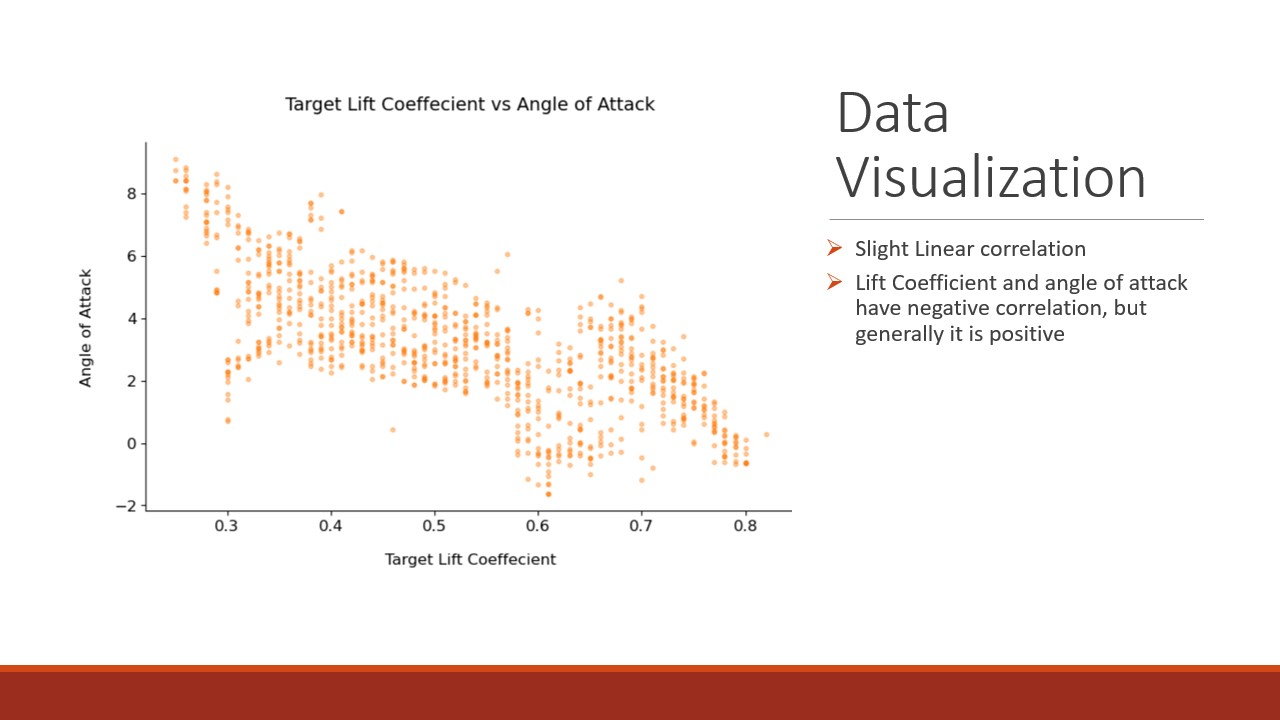 Target Lift Coeffecient vs Angle of Attack
8
6
4
2
0
−2
Angle of Attack
0.3 0.4 0.5 0.6 0.7 0.8
Target Lift Coeffecient
Data
Visualization
Slight Linear correlation
Lift Coefficient and angle of attack
have negative correlation, but
generally it is positive